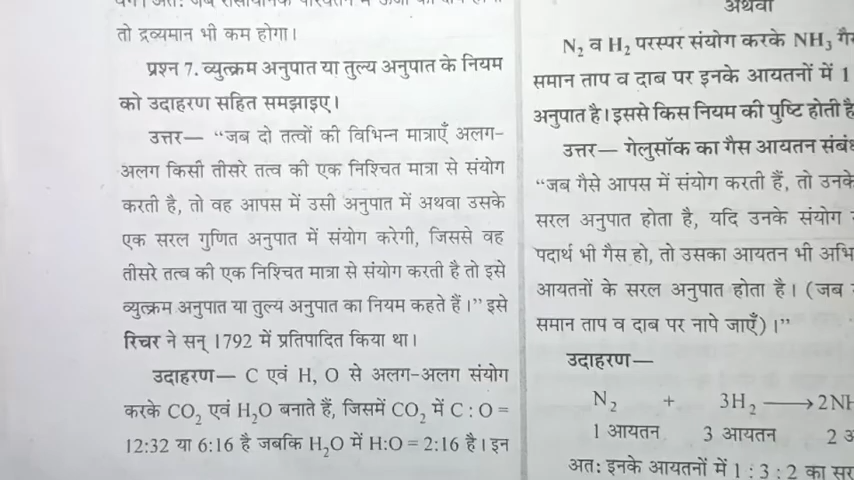 तो द्रव्यमान भी कम होगा।
प्रश्न 7. व्युत्क्रम अनुपात या तुल्य अनुपात के नियम
को उदाहरण सहित समझाइए।
उत्तर— “जब दो तत्वों की विभिन्न मात्राएँ अलग-
अलग किसी तीसरे तत्व की एक निश्चित मात्रा से संयोग
करती है, तो वह आपस में उसी अनुपात में अथवा उसके
एक सरल गुणित अनुपात में संयोग करेगी, जिससे वह
तीसरे तत्व की एक निश्चित मात्रा से संयोग करती है तो इसे
व्युत्क्रम अनुपात या तुल्य अनुपात का नियम कहते हैं।” इसे
रिचर ने सन् 1792 में प्रतिपादित किया था।
उदाहरण— C एवं H, O से अलग-अलग संयोग
करके CO₂ एवं H₂O बनाते हैं, जिसमें CO₂ में C : O =
12:32 या 6:16 है जबकि H₂O में H:O = 2:16 है। इन
अथवा
N₂ व H₂ परस्पर संयोग करके NH₃
समान ताप व दाब पर इनके आयतनों में 1
अनुपात है। इससे किस नियम की पुष्टि होती है
उत्तर— गेलुसॉक का गैस आयतन
“जब गैसे आपस में संयोग करती हैं, तो उनके
सरल अनुपात होता है, यदि उनके संयोग
पदार्थ भी गैस हो, तो उसका आयतन भी
आयतनों के सरल अनुपात होता है। (जब
समान ताप व दाब पर नापे जाएँ)।”
उदाहरण—
N₂ + 3H₂ ⟶ 2NH
1 आयतन 3 आयतन 2
अत: इनके आयतनों में 1 : 3 : 2 का